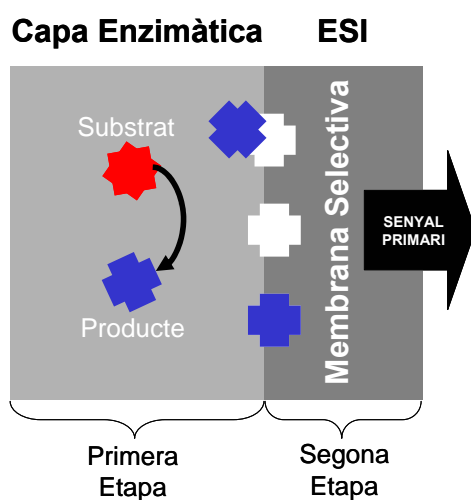 Capa Enzimàtica
ESI
Substrat
Producte
Membrana Selectiva
SENYAL
PRIMARI
Primera
Etapa
Segona
Etapa